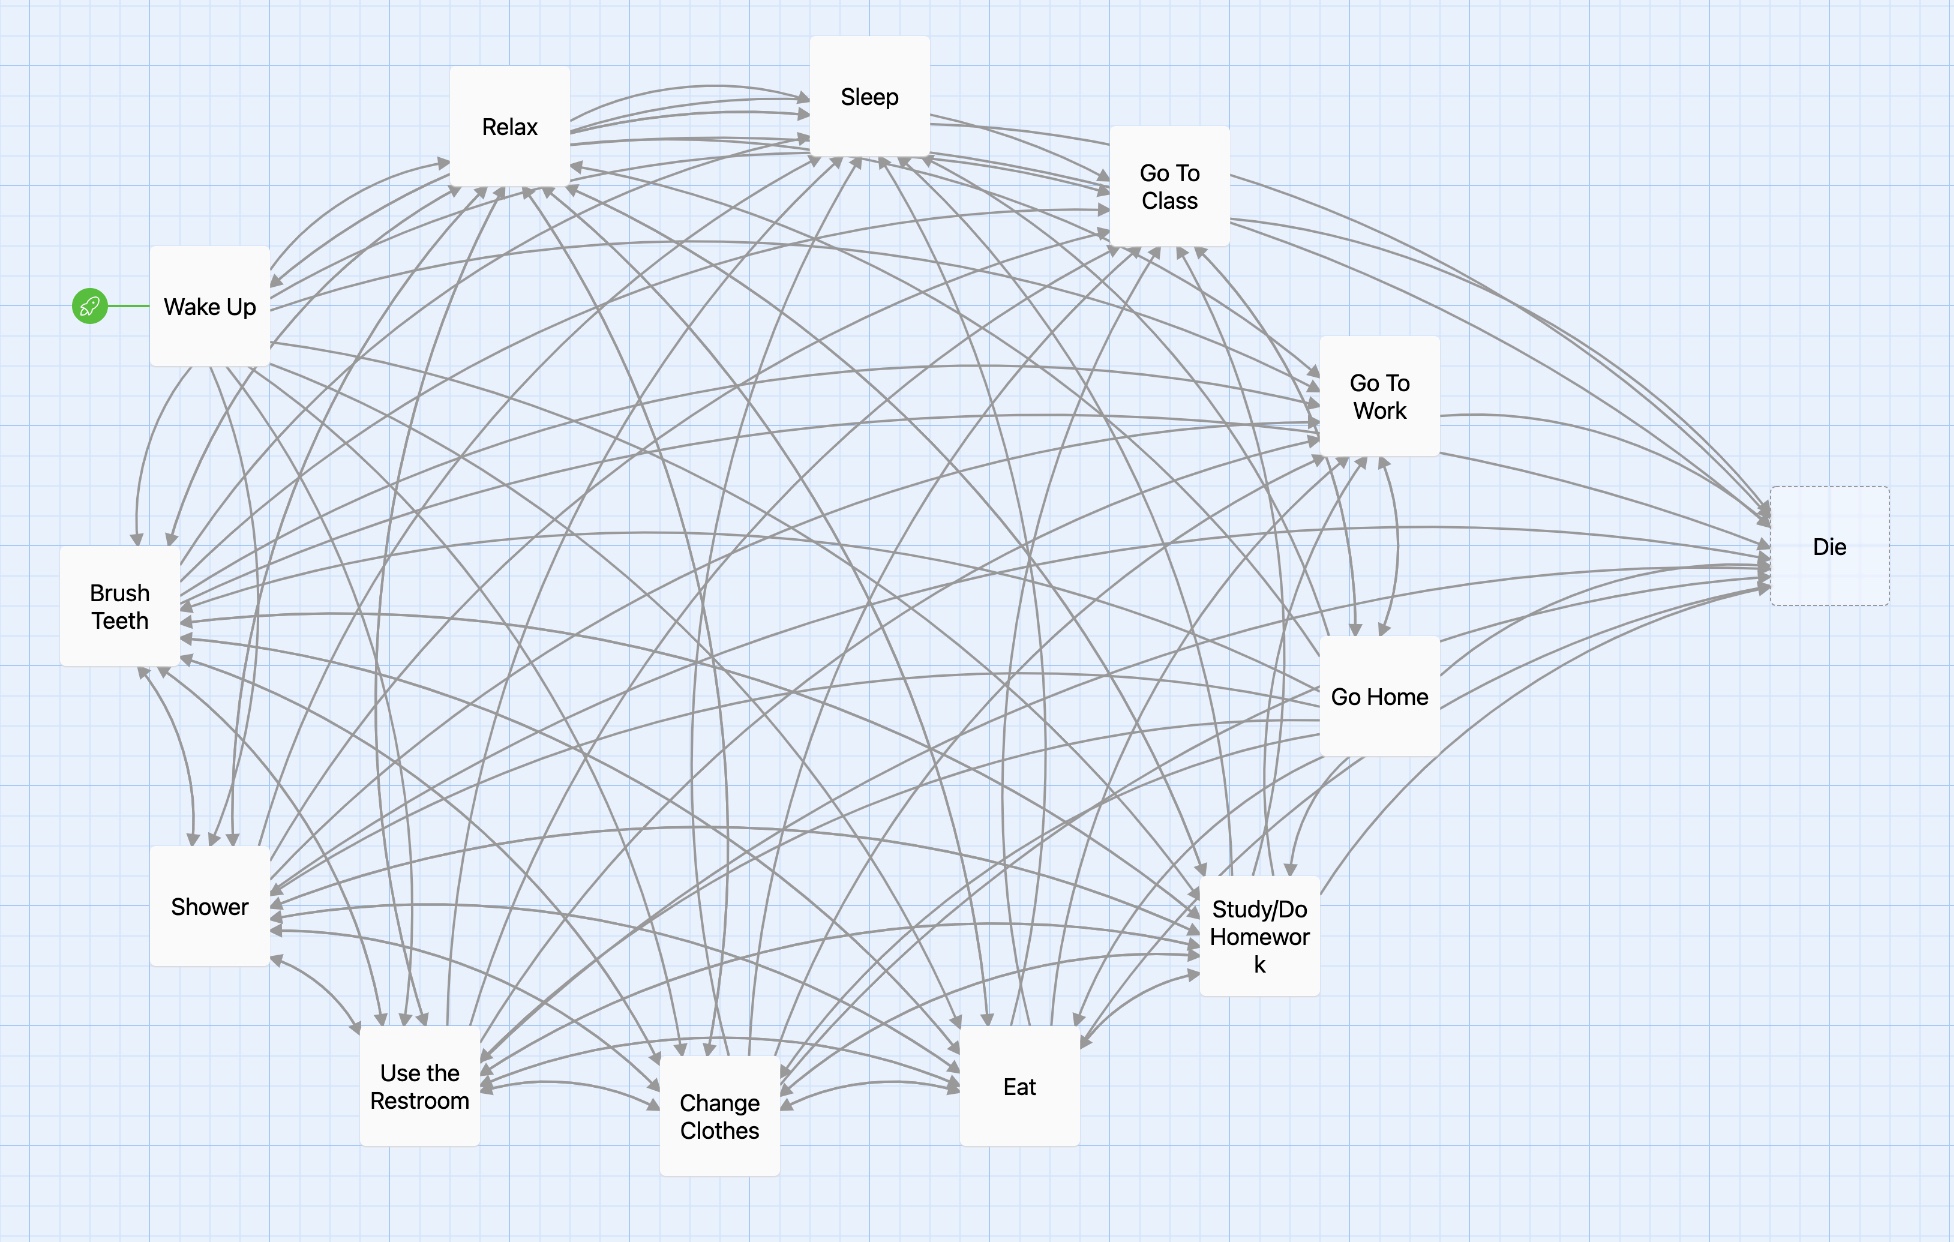 Sleep
Relax
Go To
Class
Wake Up
Go To
Work
Die
Brush
Teeth
Go Home
Shower
Study/Do
Homewor
k
Use the
Restroom
Change
Clothes
Eat